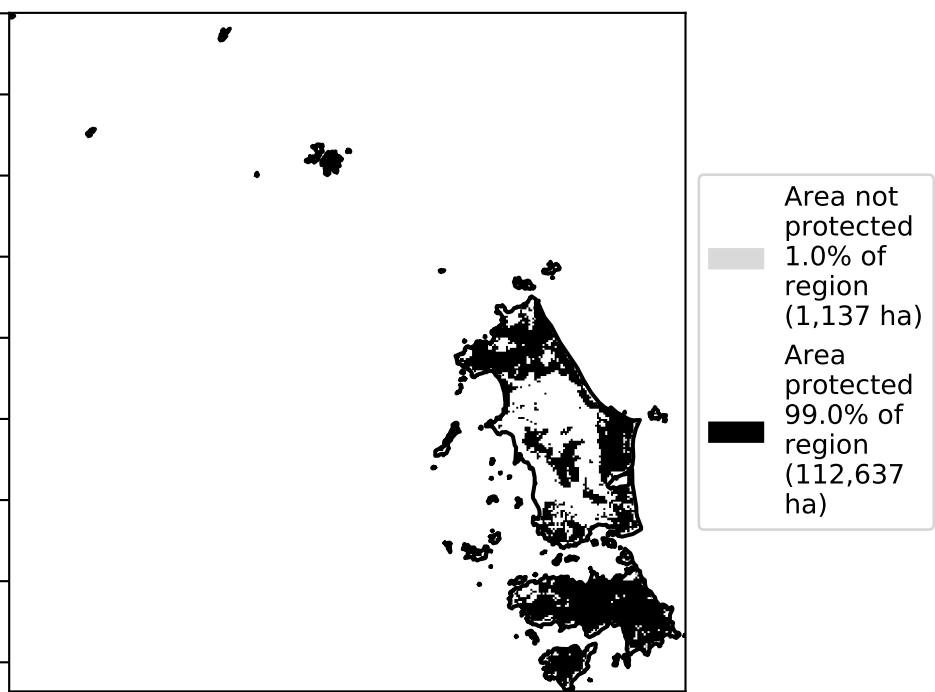 Area not
protected
1.0% of
region
(1,137 ha)
Area
protected
99.0% of
region
(112,637
ha)